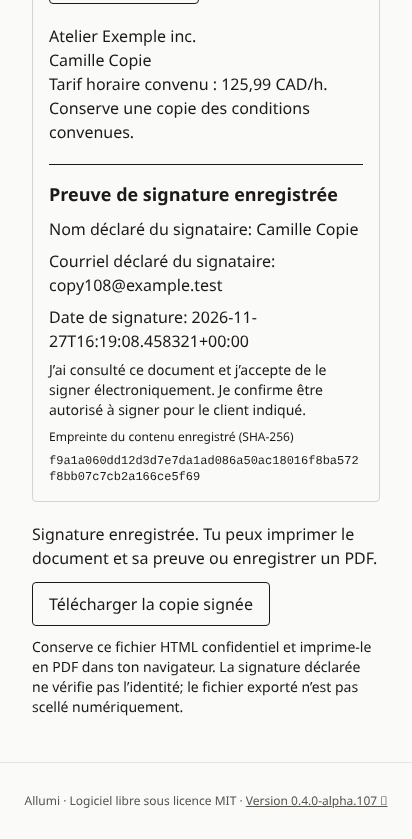 Atelier Exemple inc.
Camille Copie
Tarif horaire convenu : 125,99 CAD/h.
Conserve une copie des conditions
convenues.
Preuve de signature enregistrée
Nom déclaré du signataire: Camille Copie
Courriel déclaré du signataire:
copy108@example.test
Date de signature: 2026-11-
27T16:19:08.458321+00:00
J’ai consulté ce document et j’accepte de le
signer électroniquement. Je confirme être
autorisé à signer pour le client indiqué.
Empreinte du contenu enregistré (SHA-256)
f9a1a060dd12d3d7e7da1ad086a50ac18016f8ba572
f8bb07c7cb2a166ce5f69
Signature enregistrée. Tu peux imprimer le
document et sa preuve ou enregistrer un PDF.
Télécharger la copie signée
Conserve ce fichier HTML confidentiel et imprime-le
en PDF dans ton navigateur. La signature déclarée
ne vérifie pas l’identité; le fichier exporté n’est pas
scellé numériquement.
Allumi · Logiciel libre sous licence MIT · Version 0.4.0-alpha.107